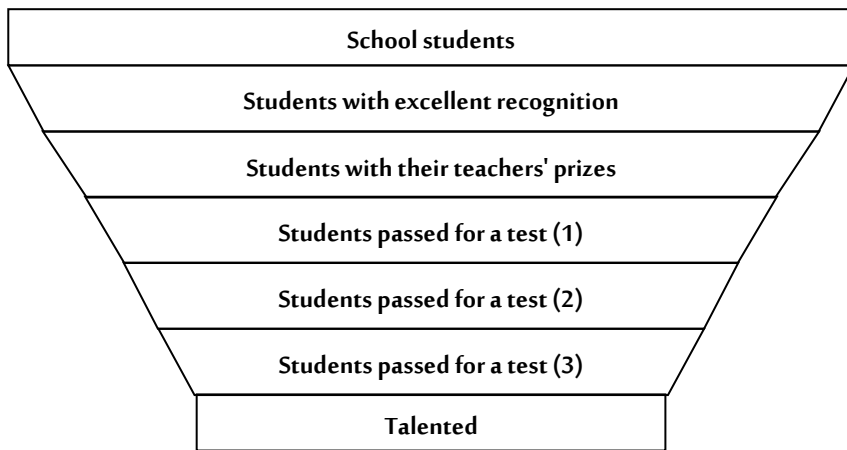 School students
Students with excellent recognition
Students with their teachers' prizes
Students passed for a test (1)
Students passed for a test (2)
Students passed for a test (3)
Talented